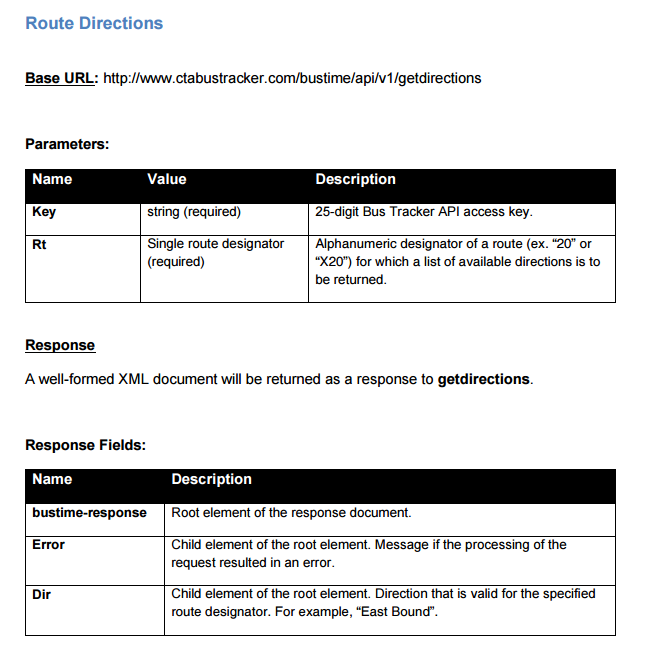 Route Directions
Base URL: http://www.ctabustracker.com/bustime/api/v1/getdirections
Parameters:
Name Value Description
Key string (required) 25-digit Bus Tracker API access key.
Rt Single route designator Alphanumeric designator of a route (ex. “20” or
(required) “X20”) for which a list of available directions is to
be returned.
Response
A well-formed XML document will be returned as a response to getdirections.
Response Fields:
Name Description
bustime-response Root element of the response document.
Error Child element of the root element. Message if the processing of the
request resulted in an error.
Dir Child element of the root element. Direction that is valid for the specified
route designator. For example, “East Bound”.